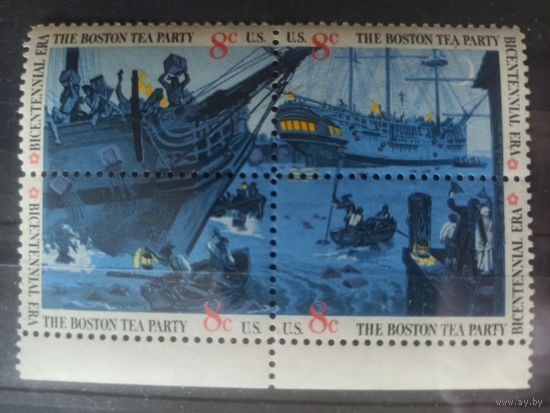 THE BOSTON TEA PARTY 8c U.S.
BICENTENNIAL ERA
U.S. 8c THE BOSTON TEA PARTY
BICENTENNIAL ERA
BICENTENNIAL ERA
THE BOSTON TEA PARTY 8c U.S.
U.S. 8c THE BOSTON TEA PARTY
BICENTENNIAL ERA
www.ay.by